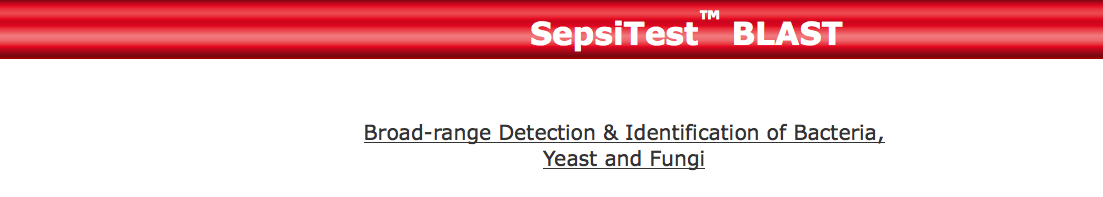 SepsiTest™ BLAST
Broad-range Detection & Identification of Bacteria,
Yeast and Fungi